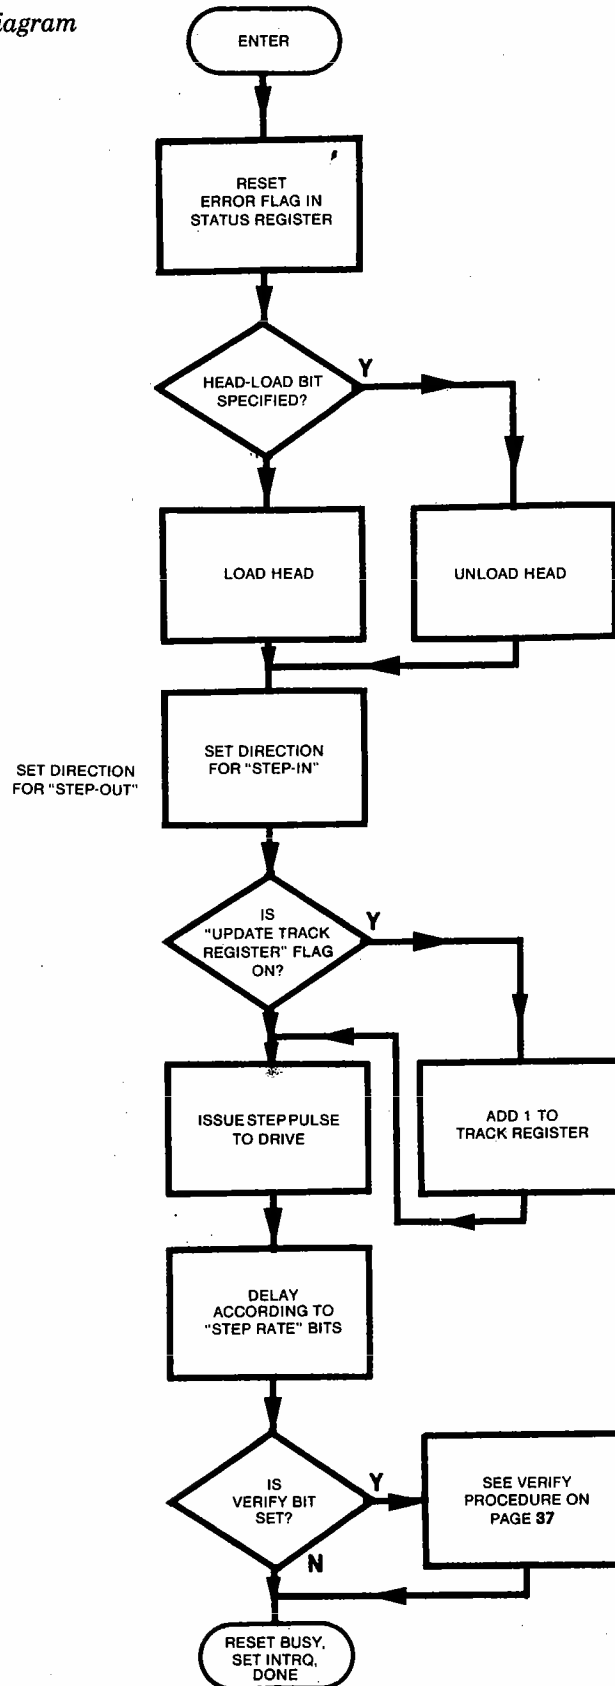 iagram
ENTER
RESET
ERROR FLAG IN
STATUS REGISTER
HEAD-LOAD BIT
SPECIFIED?
Y
LOAD HEAD
UNLOAD HEAD
SET DIRECTION
FOR "STEP-IN"
SET DIRECTION
FOR "STEP-OUT"
IS
"UPDATE TRACK
REGISTER" FLAG
ON?
Y
ISSUE STEP PULSE
TO DRIVE
ADD 1 TO
TRACK REGISTER
DELAY
ACCORDING TO
"STEP RATE" BITS
IS
VERIFY BIT
SET?
Y
N
SEE VERIFY
PROCEDURE ON
PAGE 37
RESET BUSY,
SET INTRQ,
DONE